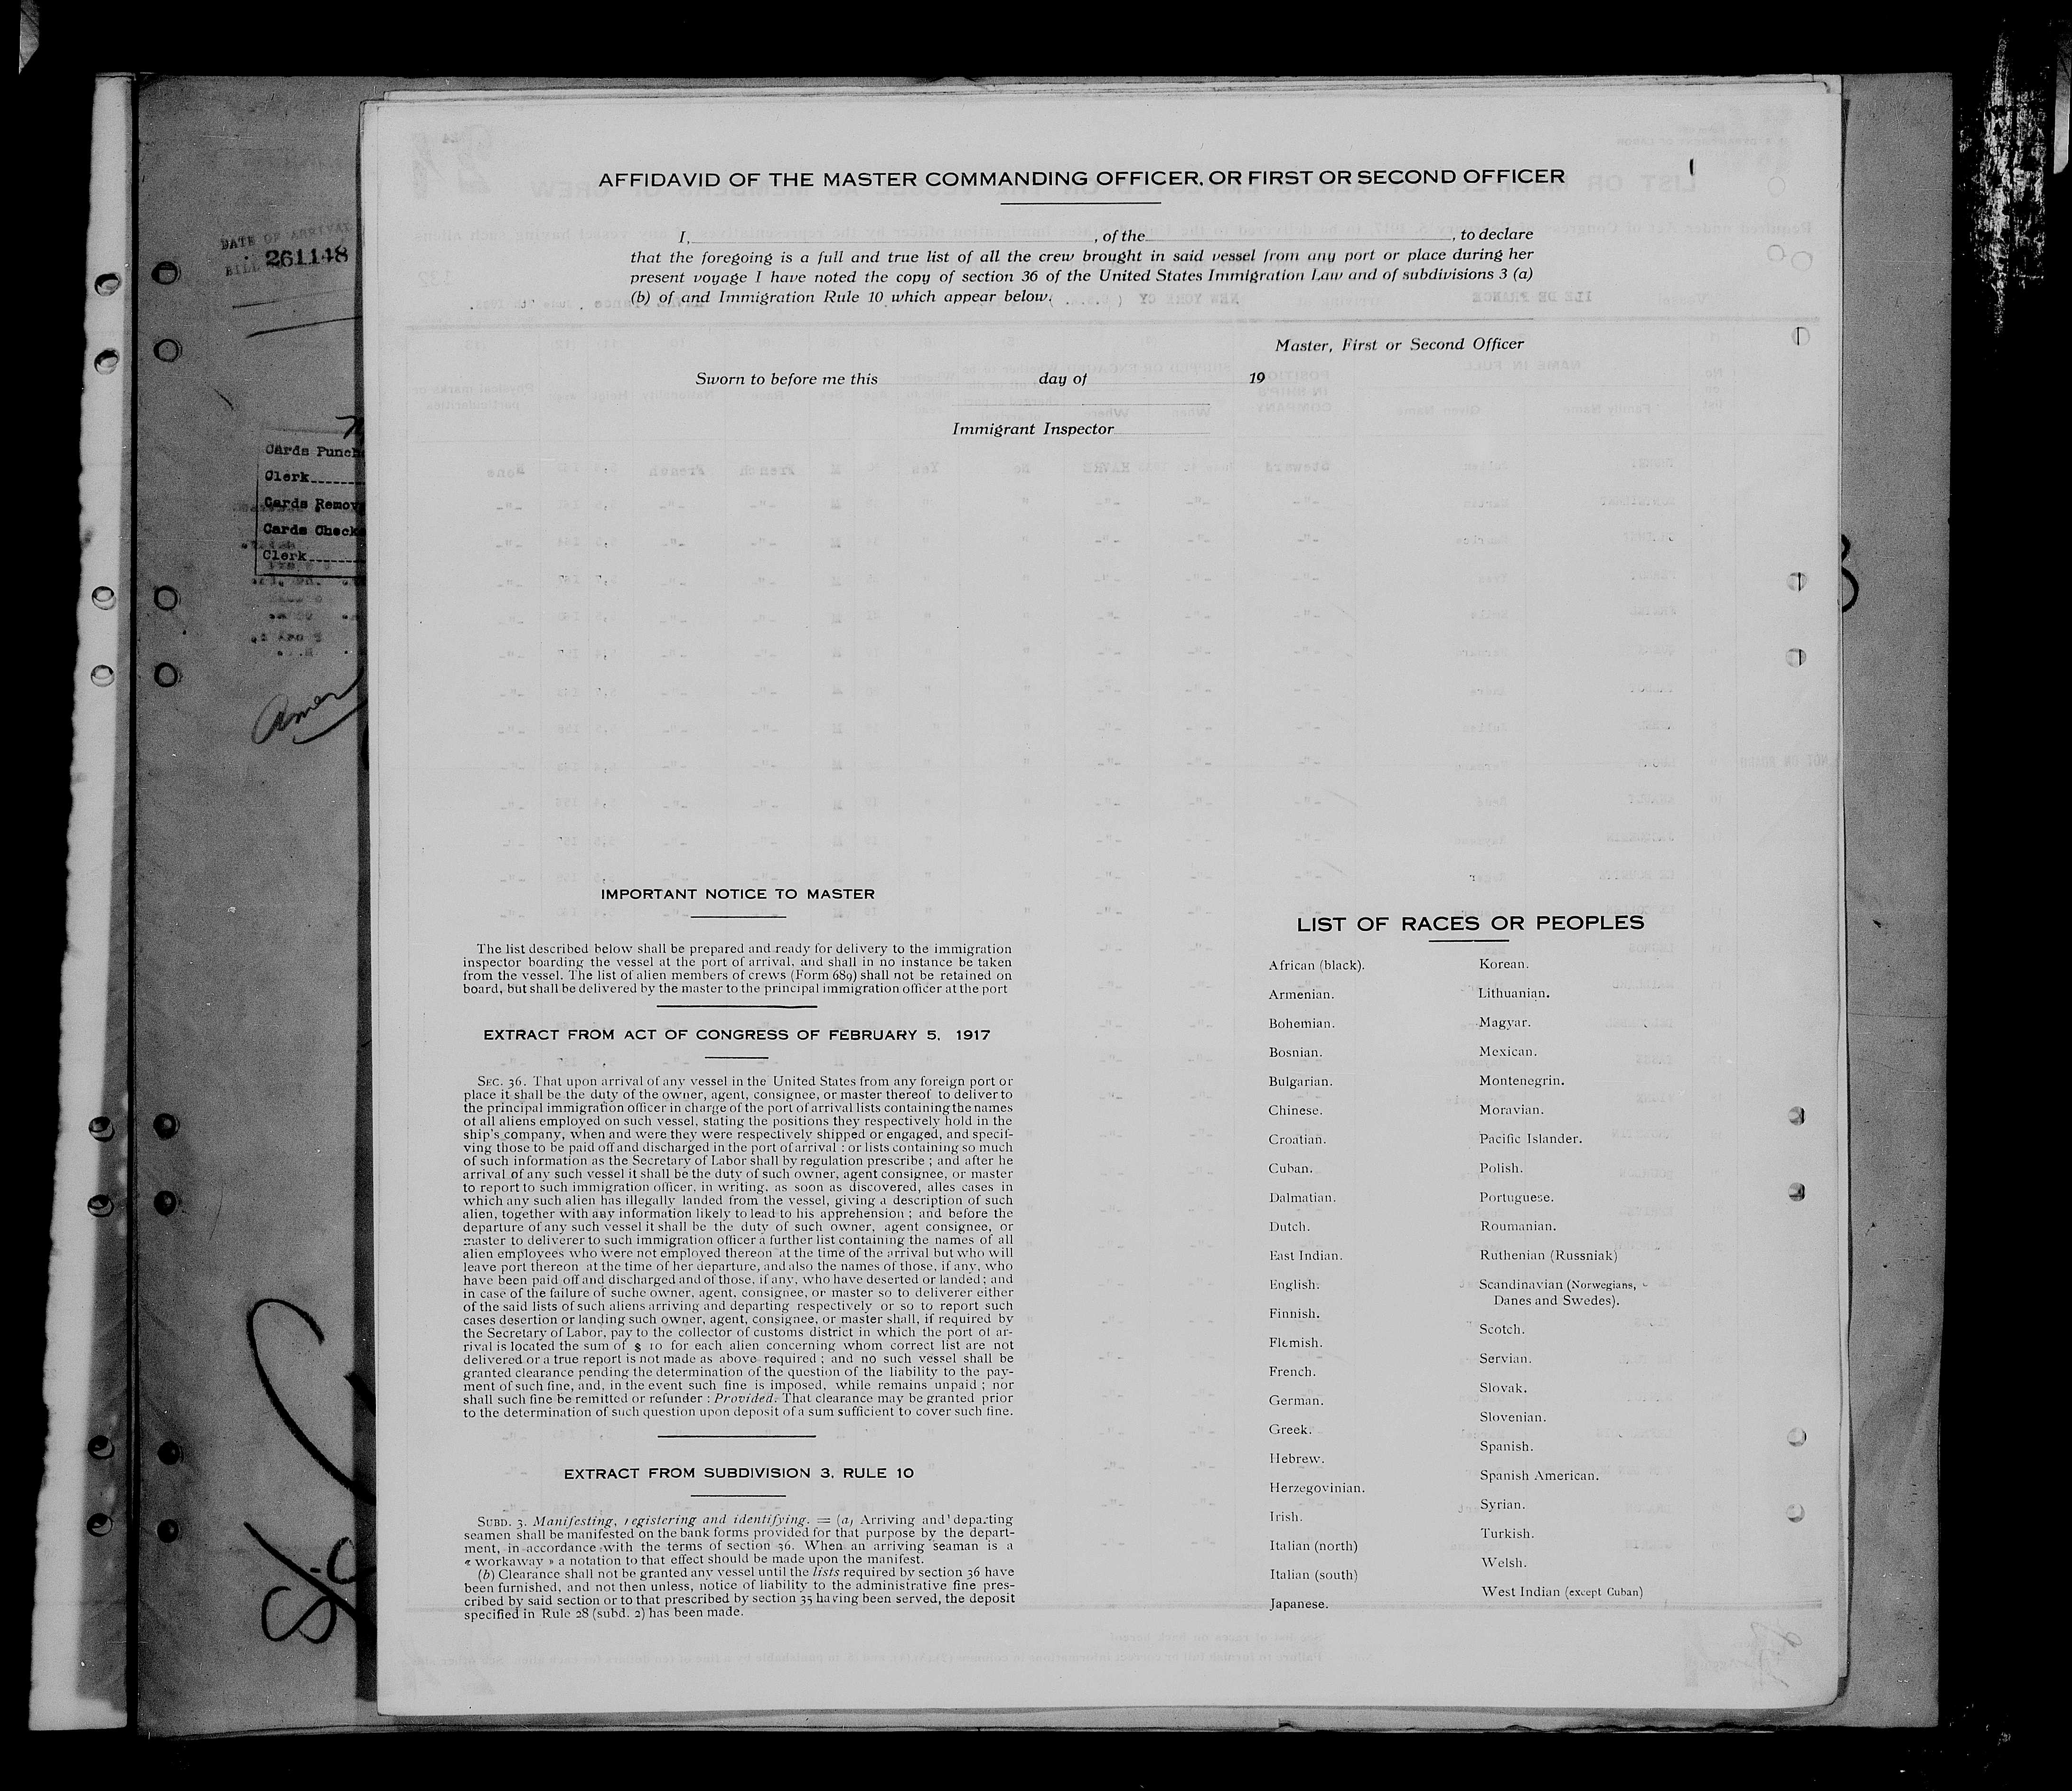 AFFIDAVID OF THE MASTER COMMANDING OFFICER, OR FIRST OR SECOND OFFICER
I, , of the , to declare
that the foregoing is a full and true list of all the crew brought in said vessel from any port or place during her
present voyage I have noted the copy of section 36 of the United States Immigration Law and of subdivisions 3 (a)
(b) of and Immigration Rule 10 which appear below.
Master, First or Second Officer
Sworn to before me this day of 19
Immigrant Inspector
DATE OF ARRIVAL
261148
Cards Punch
Clerk
Cards Remov
Cards Checke
Clerk
Amer
IMPORTANT NOTICE TO MASTER
The list described below shall be prepared and ready for delivery to the immigration
inspector boarding the vessel at the port of arrival, and shall in no instance be taken
from the vessel. The list of alien members of crews (Form 689) shall not be retained on
board, but shall be delivered by the master to the principal immigration officer at the port
EXTRACT FROM ACT OF CONGRESS OF FEBRUARY 5, 1917
SEC. 36. That upon arrival of any vessel in the United States from any foreign port or
place it shall be the duty of the owner, agent, consignee, or master thereof to deliver to
the principal immigration officer in charge of the port of arrival lists containing the names
of all aliens employed on such vessel, stating the positions they respectively hold in the
ship's company, when and were they were respectively shipped or engaged, and specif-
ving those to be paid off and discharged in the port of arrival : or lists containing so much
of such information as the Secretary of Labor shall by regulation prescribe ; and after he
arrival of any such vessel it shall be the duty of such owner, agent consignee, or master
to report to such immigration officer, in writing, as soon as discovered, alles cases in
which any such alien has illegally landed from the vessel, giving a description of such
alien, together with any information likely to lead to his apprehension ; and before the
departure of any such vessel it shall be the duty of such owner, agent consignee, or
master to deliverer to such immigration officer a further list containing the names of all
alien employees who were not employed thereon at the time of the arrival but who will
leave port thereon at the time of her departure, and also the names of those, if any, who
have been paid off and discharged and of those, if any, who have deserted or landed ; and
in case of the failure of suche owner, agent, consignee, or master so to deliverer either
of the said lists of such aliens arriving and departing respectively or so to report such
cases desertion or landing such owner, agent, consignee, or master shall, if required by
the Secretary of Labor, pay to the collector of customs district in which the port of ar-
rival is located the sum of $ 10 for each alien concerning whom correct list are not
delivered or a true report is not made as above required ; and no such vessel shall be
granted clearance pending the determination of the question of the liability to the pay-
ment of such fine, and, in the event such fine is imposed, while remains unpaid ; nor
shall such fine be remitted or refunder : Provided: That clearance may be granted prior
to the determination of such question upon deposit of a sum sufficient to cover such fine.
EXTRACT FROM SUBDIVISION 3, RULE 10
SUBD. 3. Manifesting, registering and identifying. = (a) Arriving and departing
seamen shall be manifested on the bank forms provided for that purpose by the depart-
ment, in accordance with the terms of section 36. When an arriving seaman is a
« workaway » a notation to that effect should be made upon the manifest.
(b) Clearance shall not be granted any vessel until the lists required by section 36 have
been furnished, and not then unless, notice of liability to the administrative fine pres-
cribed by said section or to that prescribed by section 35 having been served, the deposit
specified in Rule 28 (subd. 2) has been made.
LIST OF RACES OR PEOPLES
African (black).
Armenian.
Bohemian.
Bosnian.
Bulgarian.
Chinese.
Croatian.
Cuban.
Dalmatian.
Dutch.
East Indian.
English.
Finnish.
Flemish.
French.
German.
Greek.
Hebrew.
Herzegovinian.
Irish.
Italian (north)
Italian (south)
Japanese.
Korean.
Lithuanian.
Magyar.
Mexican.
Montenegrin.
Moravian.
Pacific Islander.
Polish.
Portuguese.
Roumanian.
Ruthenian (Russniak)
Scandinavian (Norwegians,
Danes and Swedes).
Scotch.
Servian.
Slovak.
Slovenian.
Spanish.
Spanish American.
Syrian.
Turkish.
Welsh.
West Indian (except Cuban)